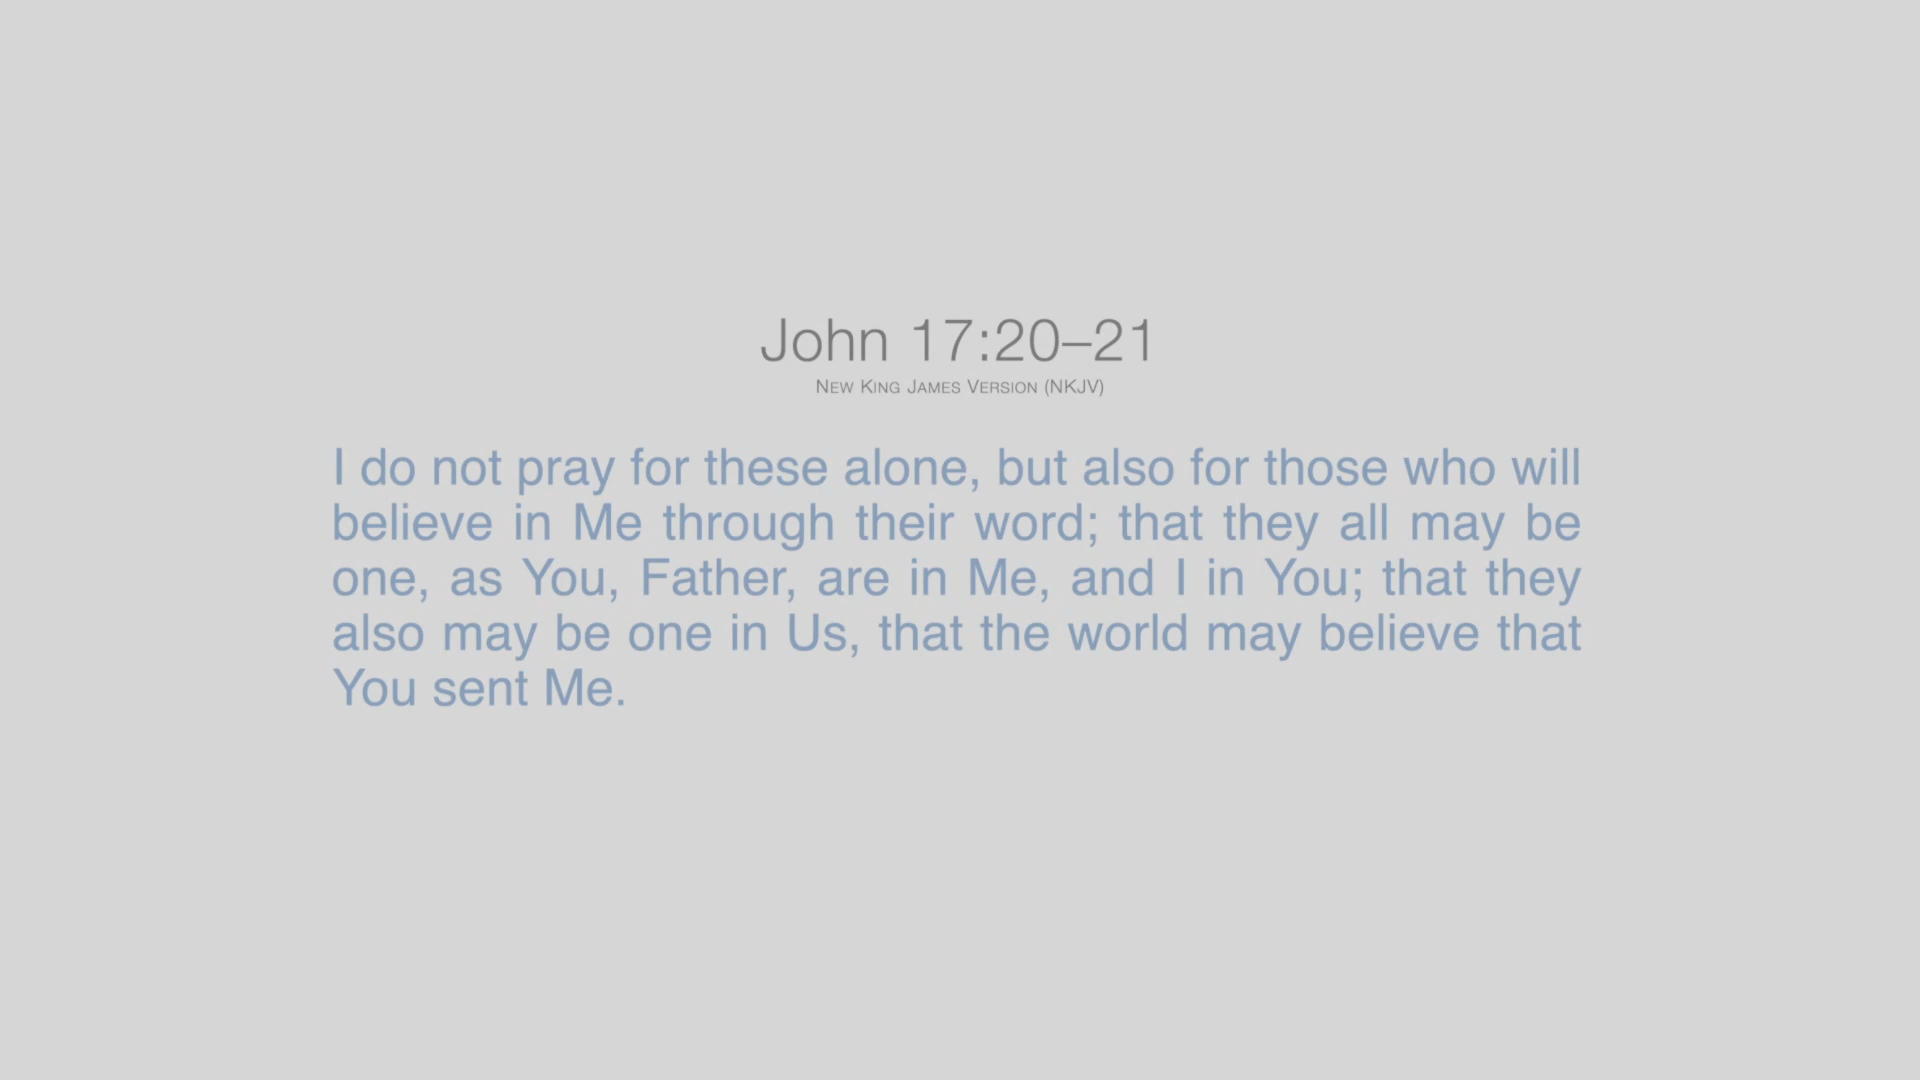 John 17:20–21
New King James Version (NKJV)
I do not pray for these alone, but also for those who will
believe in Me through their word; that they all may be
one, as You, Father, are in Me, and I in You; that they
also may be one in Us, that the world may believe that
You sent Me.